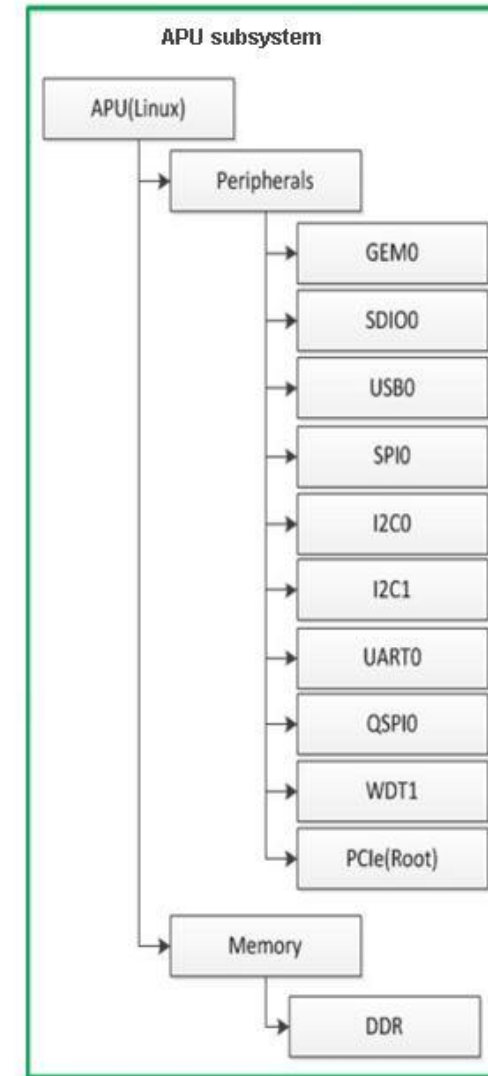 APU subsystem
APU(Linux)
Peripherals
GEM0
SDIO0
USB0
SPI0
I2C0
I2C1
UART0
QSPI0
WDT1
PCIe(Root)
Memory
DDR